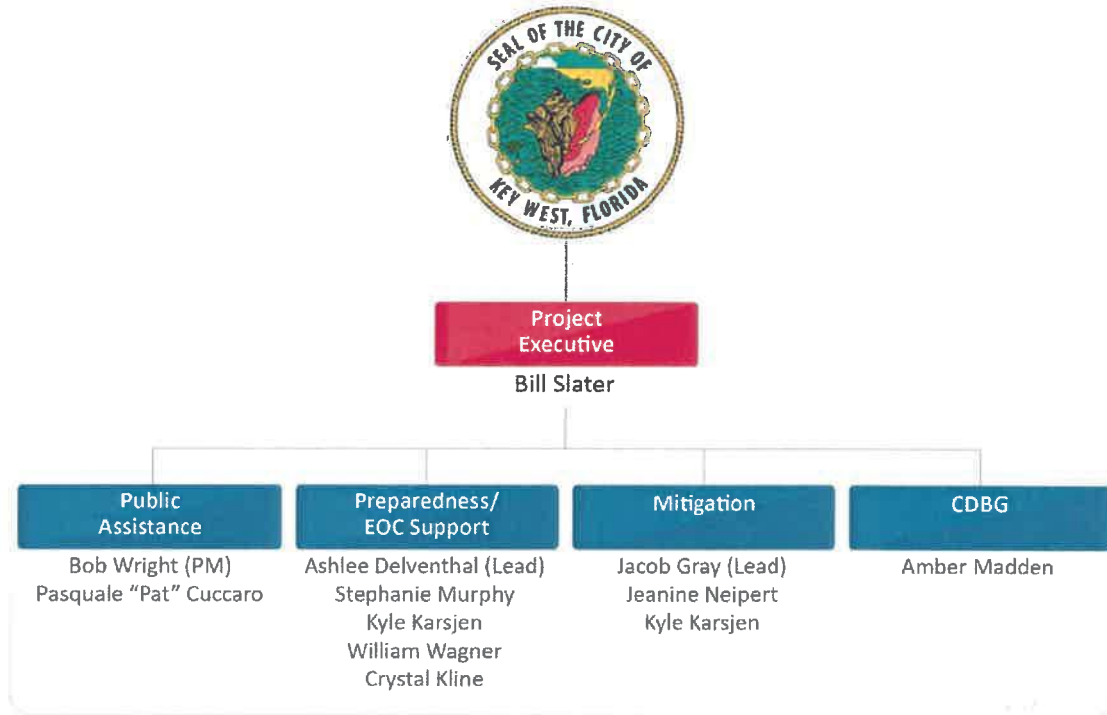 SEAL OF THE CITY OF
KEY WEST, FLORIDA
Project
Executive
Bill Slater
Public
Assistance
Bob Wright (PM)
Pasquale “Pat” Cuccaro
Preparedness/
EOC Support
Ashlee Delventhal (Lead)
Stephanie Murphy
Kyle Karsjen
William Wagner
Crystal Kline
Mitigation
Jacob Gray (Lead)
Jeanine Neipert
Kyle Karsjen
CDBG
Amber Madden